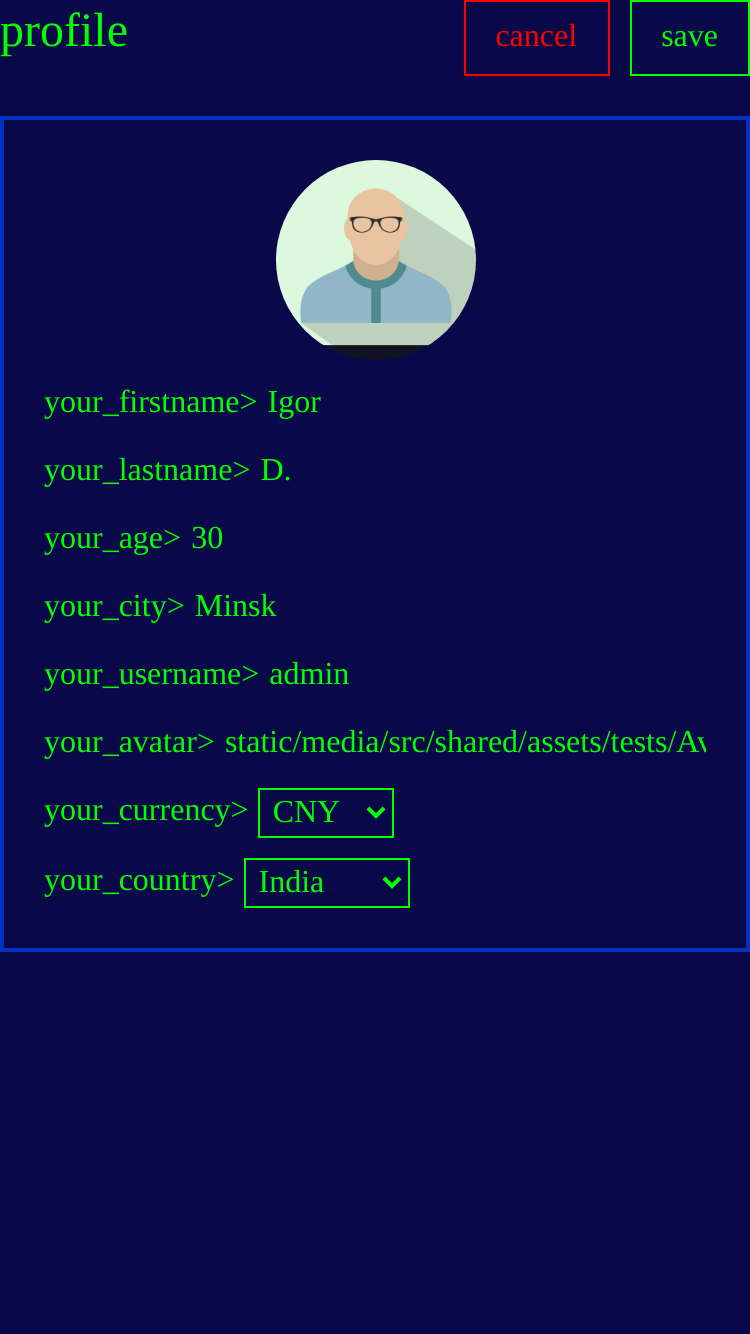 profile
cancel
save
your_firstname> Igor
your_lastname> D.
your_age> 30
your_city> Minsk
your_username> admin
your_avatar> static/media/src/shared/assets/tests/Av
your_currency> CNY
your_country> India